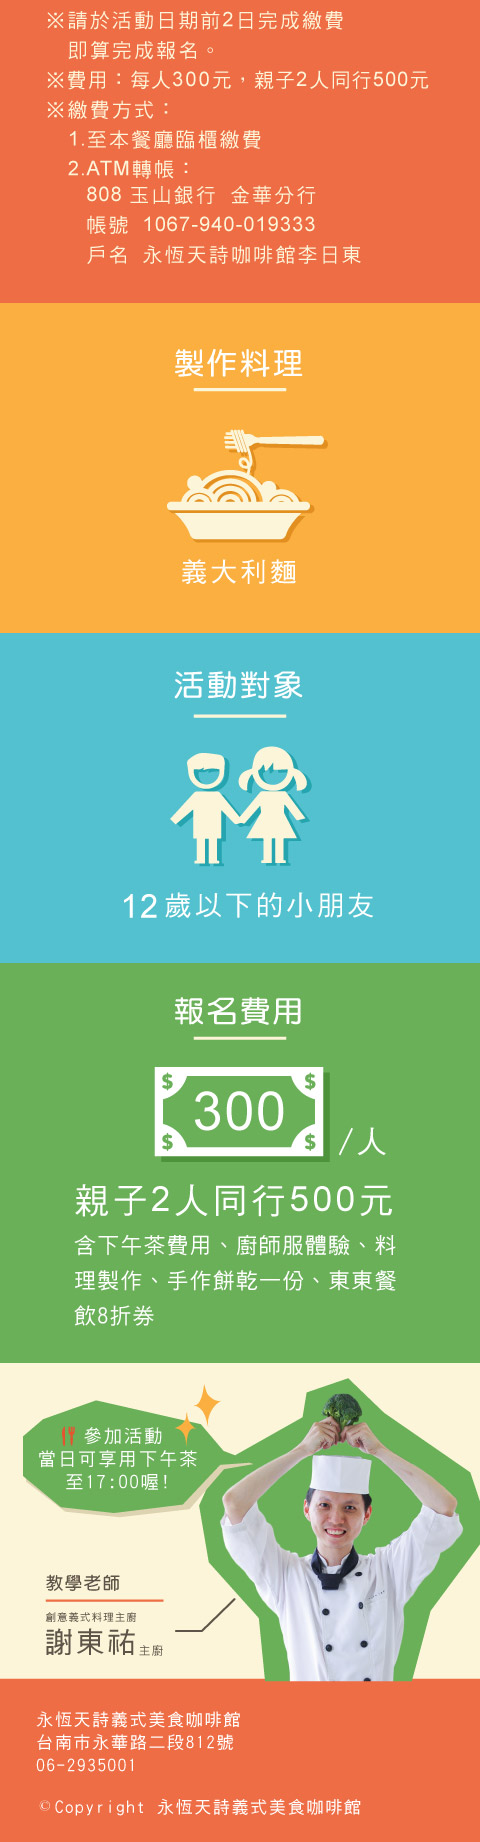 ※請於活動日期前2日完成繳費
即算完成報名。
※費用：每人300元，親子2人同行500元
※繳費方式：
1.至本餐廳臨櫃繳費
2.ATM轉帳：
808 玉山銀行 金華分行
帳號 1067-940-019333
戶名 永恆天詩咖啡館李日東
製作料理
義大利麵
活動對象
12歲以下的小朋友
報名費用
$ $
300
$ $
/人
親子2人同行500元
含下午茶費用、廚師服體驗、料
理製作、手作餅乾一份、東東餐
飲8折券
參加活動
當日可享用下午茶
至17:00喔!
教學老師
創意義式料理主廚
謝東祐 主廚
永恆天詩義式美食咖啡館
台南市永華路二段812號
06-2935001
©Copyright 永恆天詩義式美食咖啡館